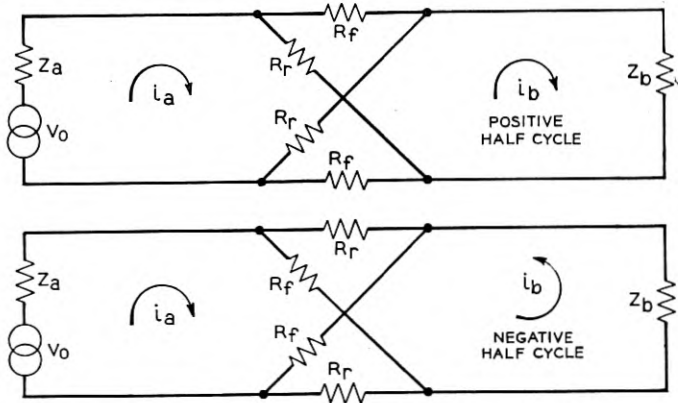 Za
Vo
ia
Rf
Rr
Rr
Rf
ib
POSITIVE
HALF CYCLE
Zb
Za
Vo
ia
Rr
Rf
Rf
Rr
ib
NEGATIVE
HALF CYCLE
Zb